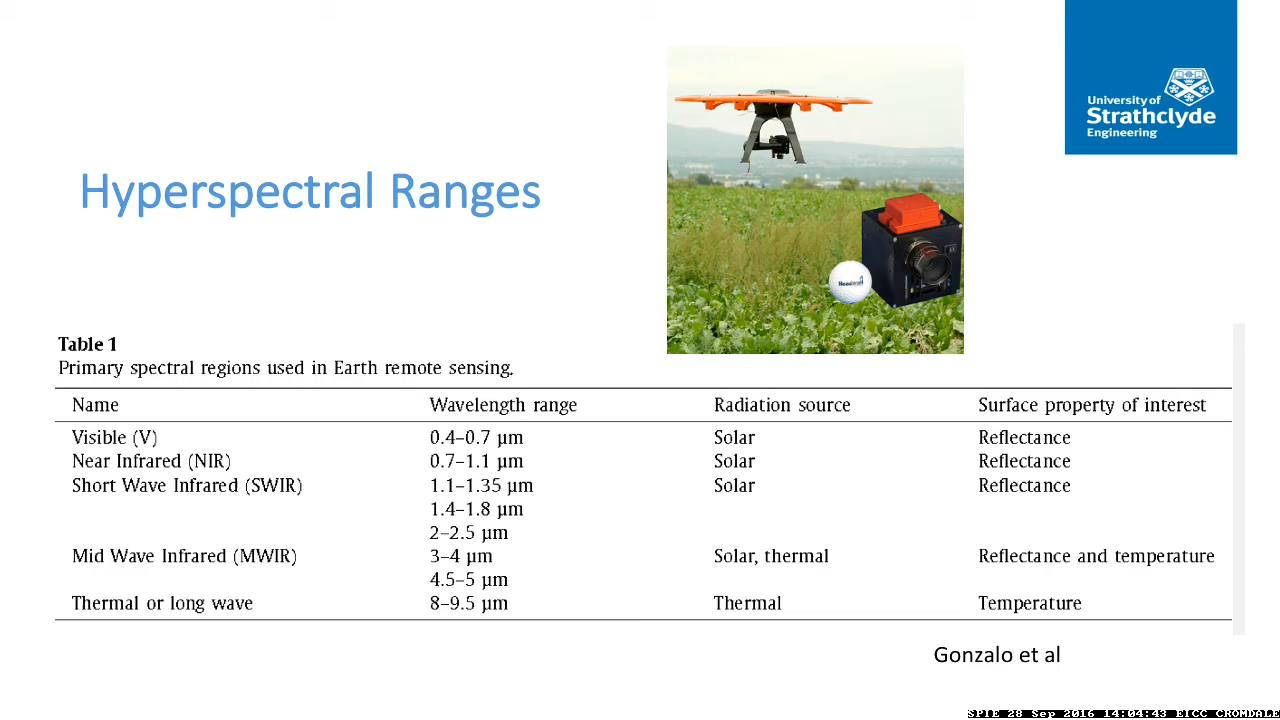 University of
Strathclyde
Engineering
Hyperspectral Ranges
Table 1
Primary spectral regions used in Earth remote sensing.
Name Wavelength range Radiation source Surface property of interest
Visible (V) 0.4–0.7 µm Solar Reflectance
Near Infrared (NIR) 0.7–1.1 µm Solar Reflectance
Short Wave Infrared (SWIR) 1.1–1.35 µm Solar Reflectance
1.4–1.8 µm
2–2.5 µm
Mid Wave Infrared (MWIR) 3–4 µm Solar, thermal Reflectance and temperature
4.5–5 µm
Thermal or long wave 8–9.5 µm Thermal Temperature
Gonzalo et al
SPIE 28 Sep 2016 14:04:43 EICC CROMDALE